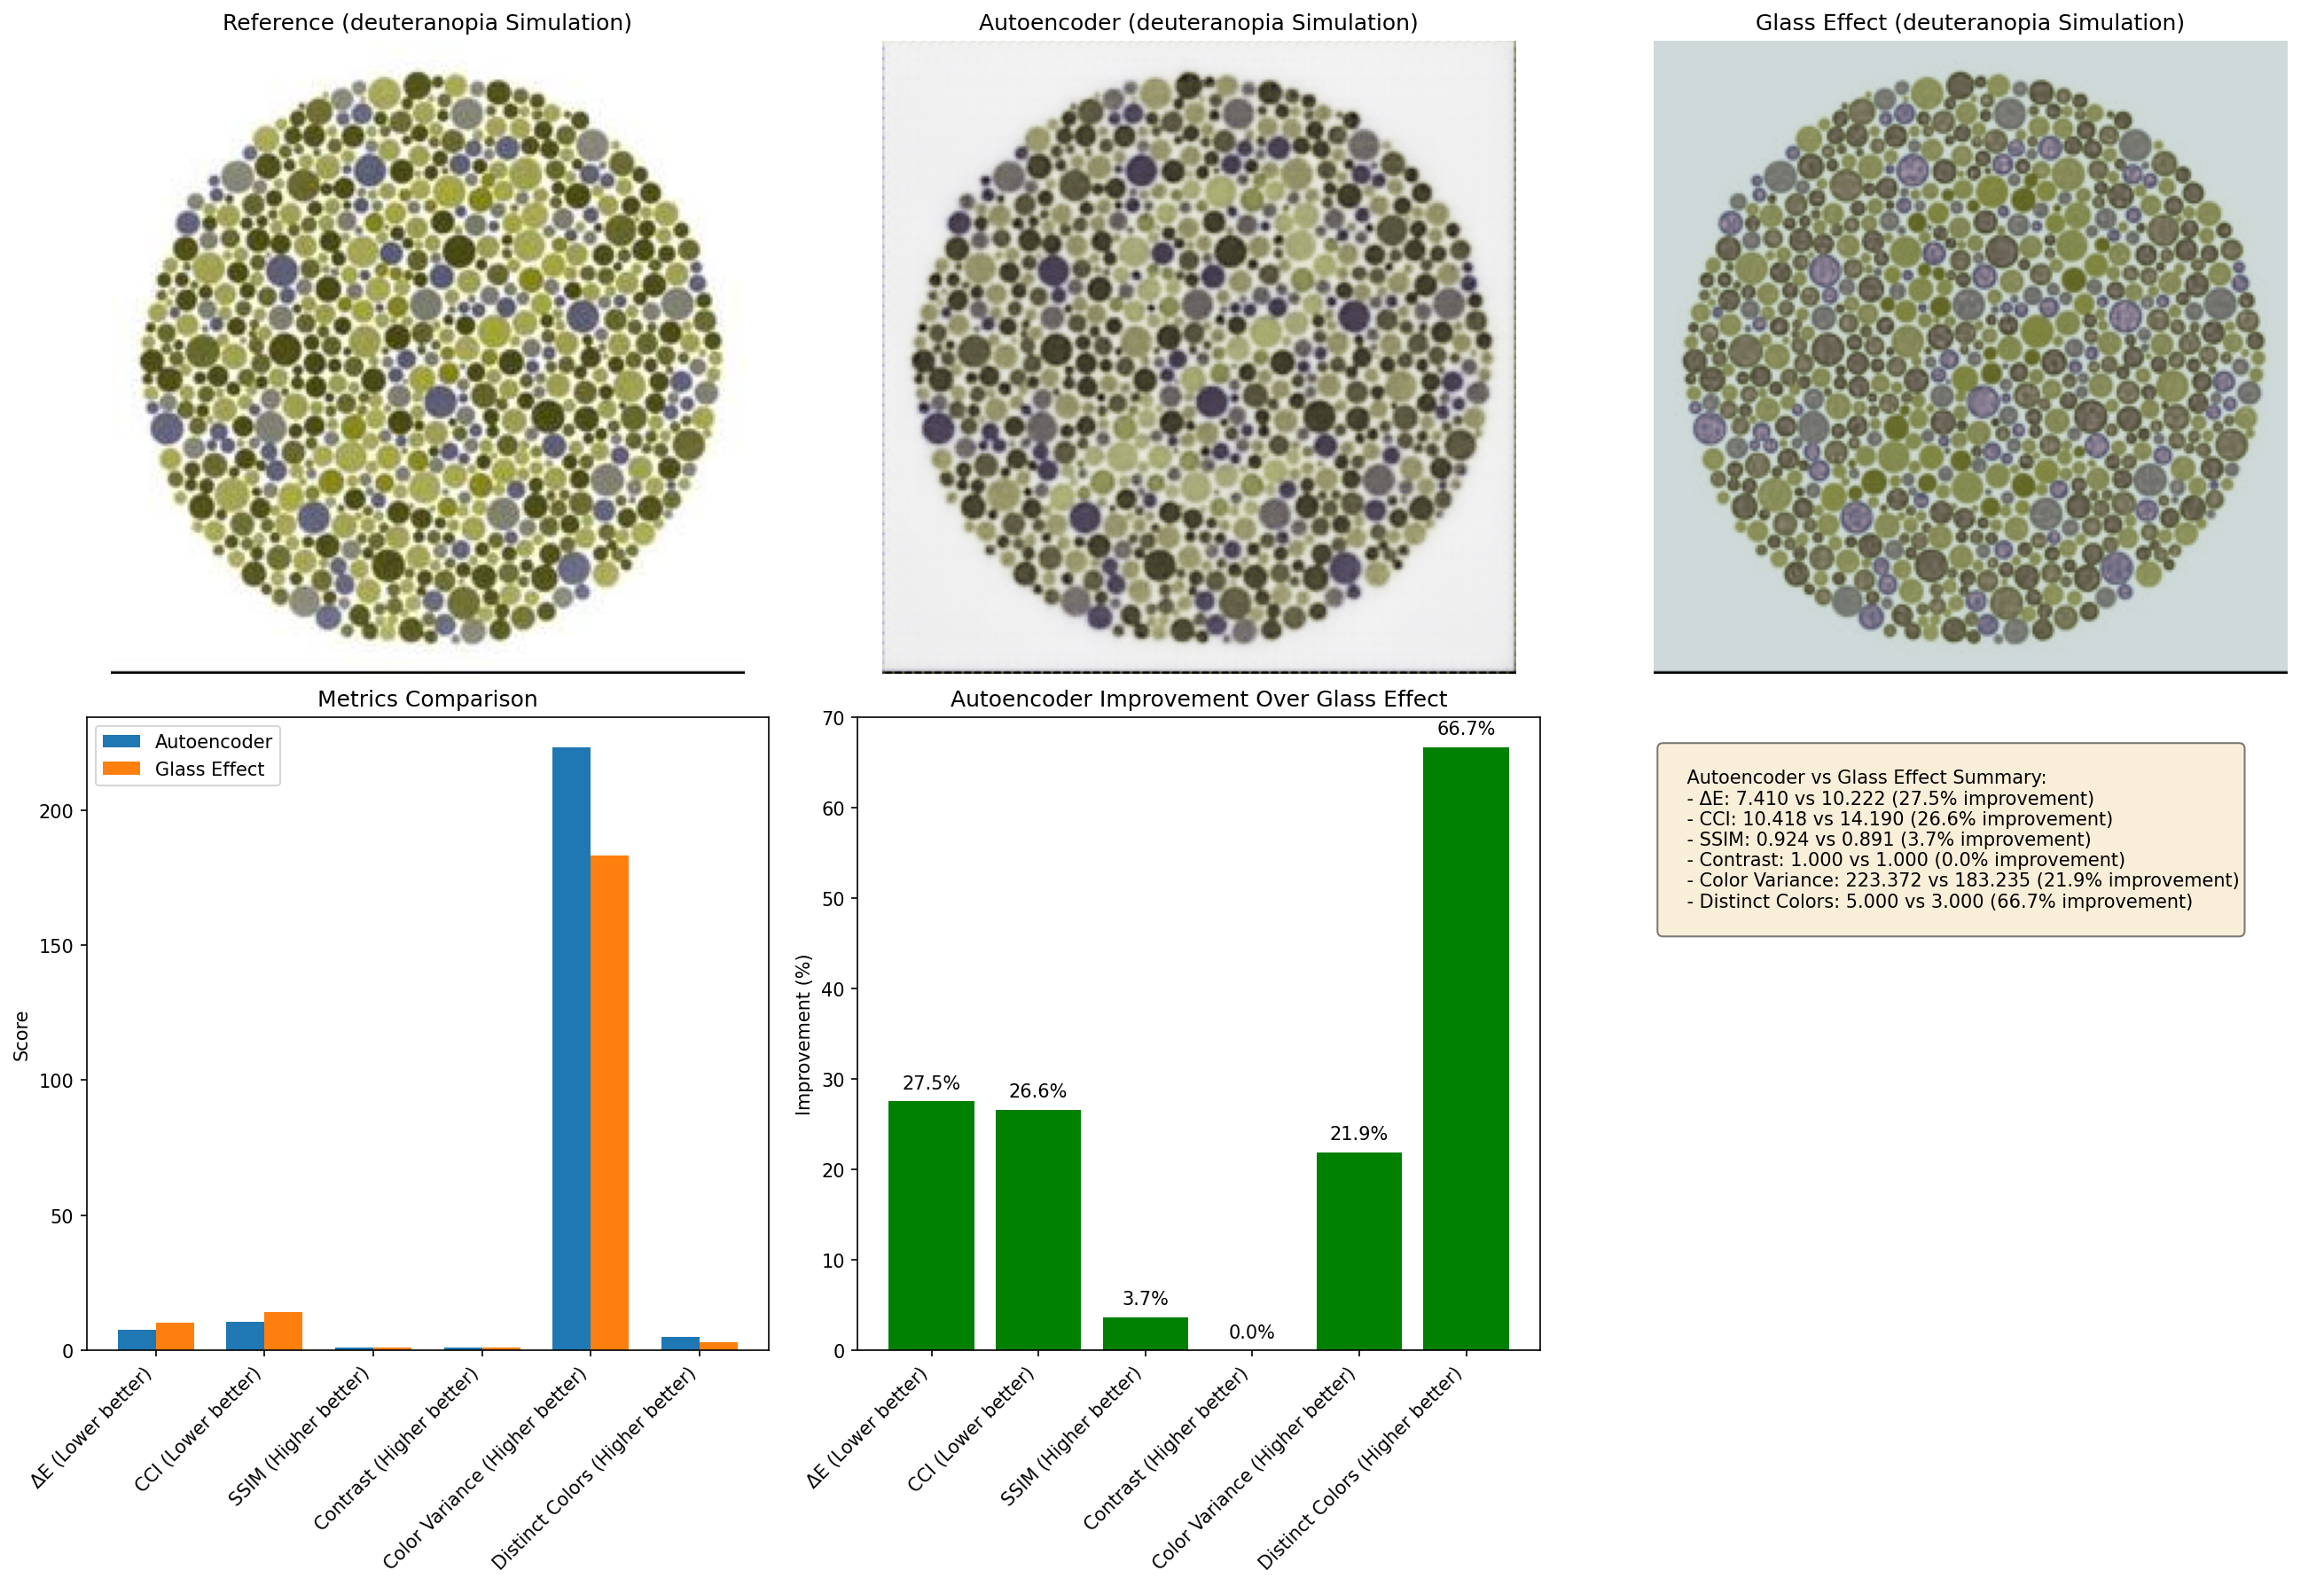 Reference (deuteranopia Simulation)
Autoencoder (deuteranopia Simulation)
Glass Effect (deuteranopia Simulation)
Metrics Comparison
Autoencoder
Glass Effect
Score
0
50
100
150
200
ΔE (Lower better)
CCI (Lower better)
SSIM (Higher better)
Contrast (Higher better)
Color Variance (Higher better)
Distinct Colors (Higher better)
Autoencoder Improvement Over Glass Effect
Improvement (%)
0
10
20
30
40
50
60
70
27.5%
26.6%
3.7%
0.0%
21.9%
66.7%
ΔE (Lower better)
CCI (Lower better)
SSIM (Higher better)
Contrast (Higher better)
Color Variance (Higher better)
Distinct Colors (Higher better)
Autoencoder vs Glass Effect Summary:
- ΔE: 7.410 vs 10.222 (27.5% improvement)
- CCI: 10.418 vs 14.190 (26.6% improvement)
- SSIM: 0.924 vs 0.891 (3.7% improvement)
- Contrast: 1.000 vs 1.000 (0.0% improvement)
- Color Variance: 223.372 vs 183.235 (21.9% improvement)
- Distinct Colors: 5.000 vs 3.000 (66.7% improvement)